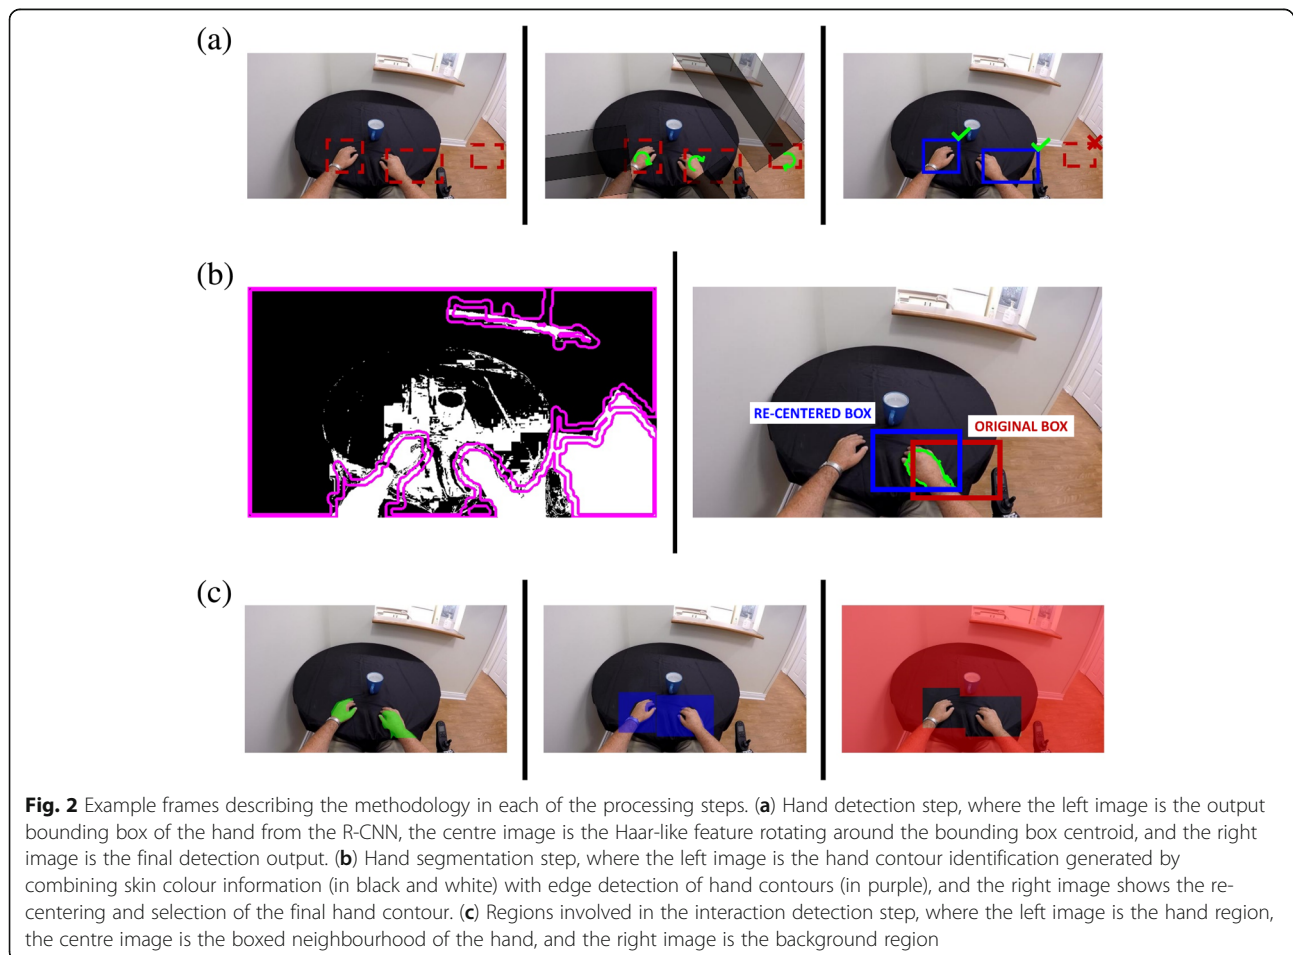 (a)
(b)
RE-CENTERED BOX
ORIGINAL BOX
(c)
Fig. 2 Example frames describing the methodology in each of the processing steps. (a) Hand detection step, where the left image is the output
bounding box of the hand from the R-CNN, the centre image is the Haar-like feature rotating around the bounding box centroid, and the right
image is the final detection output. (b) Hand segmentation step, where the left image is the hand contour identification generated by
combining skin colour information (in black and white) with edge detection of hand contours (in purple), and the right image shows the re-
centering and selection of the final hand contour. (c) Regions involved in the interaction detection step, where the left image is the hand region,
the centre image is the boxed neighbourhood of the hand, and the right image is the background region